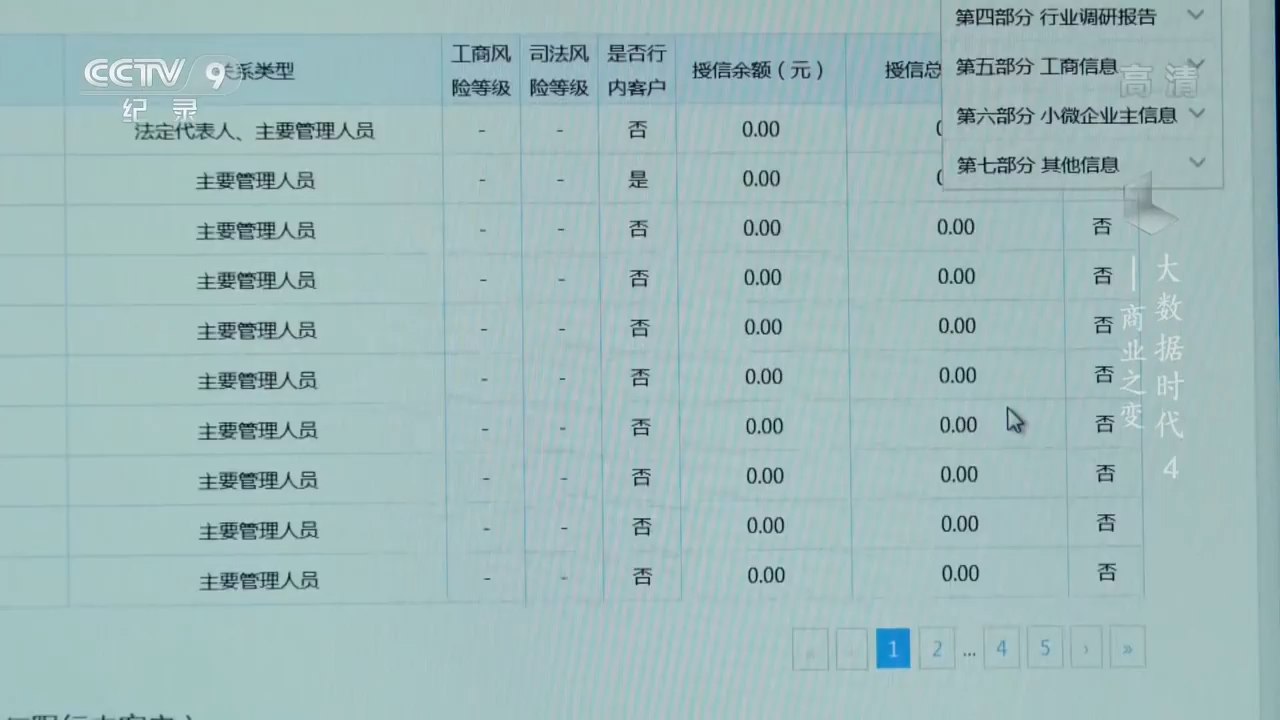 第四部分 行业调研报告
第五部分 工商信息
第六部分 小微企业主信息
第七部分 其他信息
CCTV 9
纪录
高清
系类型 工商风险等级 司法风险等级 是否行内客户 授信余额（元） 授信总
法定代表人、主要管理人员 - - 否 0.00
主要管理人员 - - 是 0.00
主要管理人员 - - 否 0.00 0.00 否
主要管理人员 - - 否 0.00 0.00 否
主要管理人员 - - 否 0.00 0.00 否
主要管理人员 - - 否 0.00 0.00 否
主要管理人员 - - 否 0.00 0.00 否
主要管理人员 - - 否 0.00 0.00 否
主要管理人员 - - 否 0.00 0.00 否
主要管理人员 - - 否 0.00 0.00 否
大数据时代 4
—商业之变
1 2 ... 4 5 › »